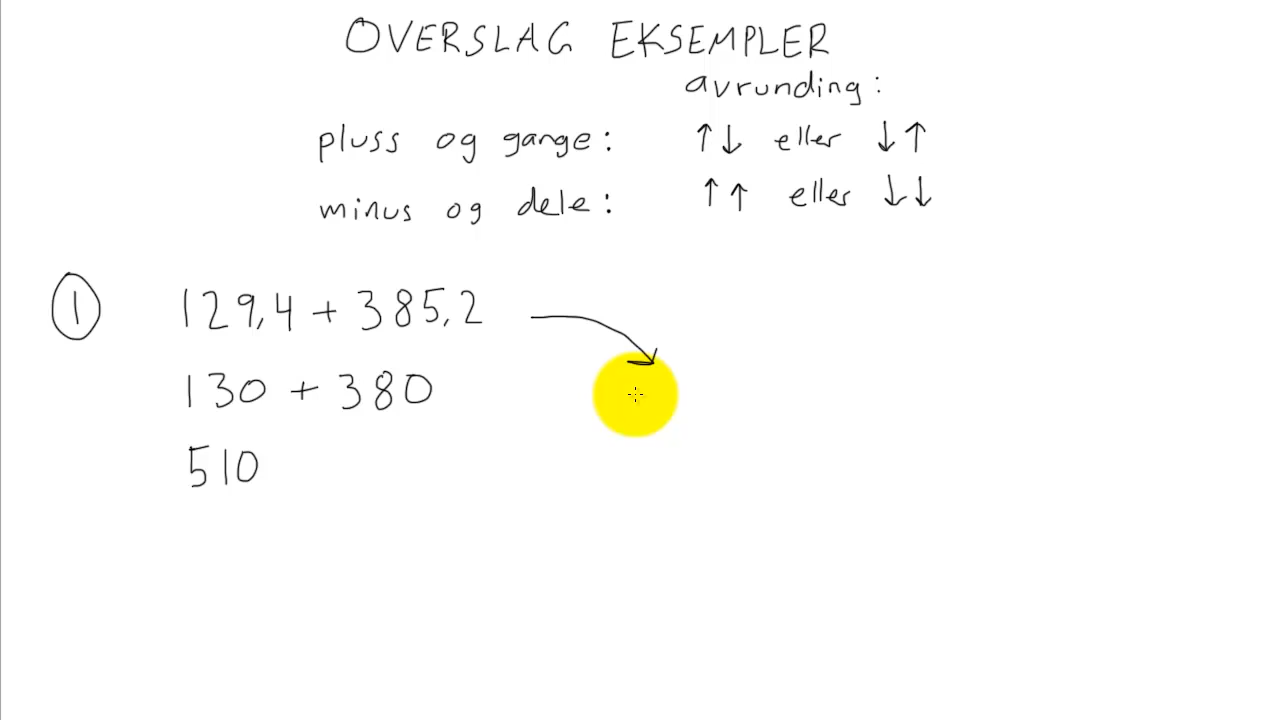 OVERSLAG EKSEMPLER
avrunding:
pluss og gange: ↑↓ eller ↓↑
minus og dele: ↑↑ eller ↓↓
1 129,4 + 385,2
130 + 380
510